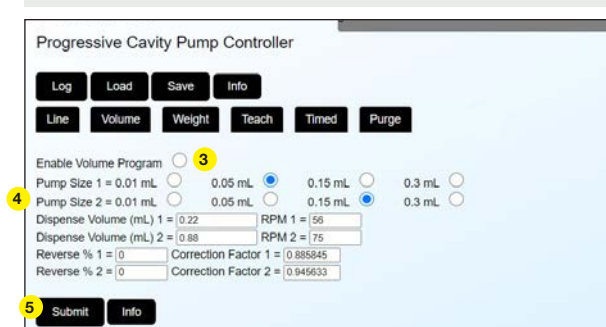 Progressive Cavity Pump Controller
Log Load Save Info
Line Volume Weight Teach Timed Purge
Enable Volume Program 3
Pump Size 1 = 0.01 mL 0.05 mL 0.15 mL 0.3 mL
4 Pump Size 2 = 0.01 mL 0.05 mL 0.15 mL 0.3 mL
Dispense Volume (mL) 1 = 0.22 RPM 1 = 56
Dispense Volume (mL) 2 = 0.88 RPM 2 = 75
Reverse % 1 = 0 Correction Factor 1 = 0.885845
Reverse % 2 = 0 Correction Factor 2 = 0.945633
5 Submit Info